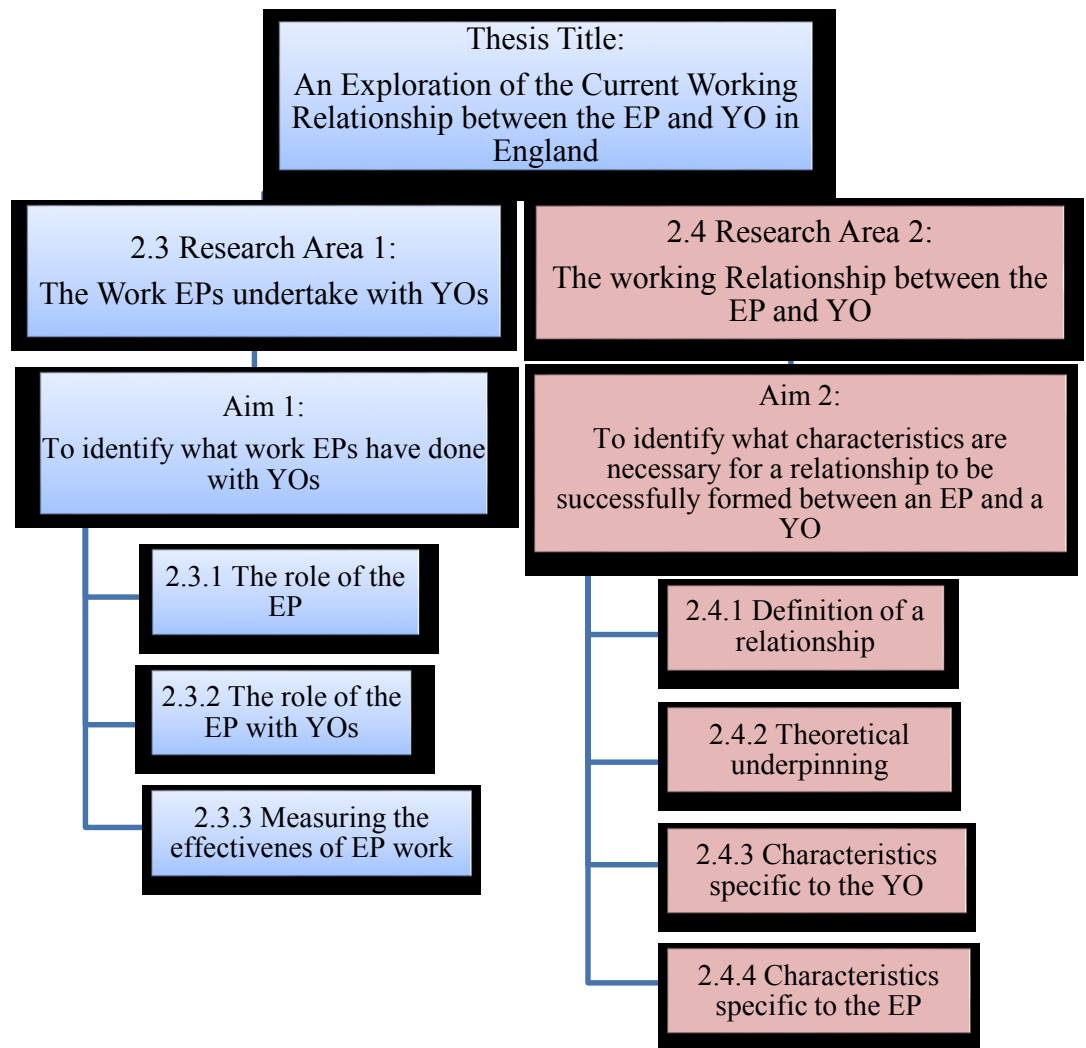 Thesis Title:
An Exploration of the Current Working
Relationship between the EP and YO in
England
2.3 Research Area 1:
The Work EPs undertake with YOs
Aim 1:
To identify what work EPs have done
with YOs
2.3.1 The role of the
EP
2.3.2 The role of the
EP with YOs
2.3.3 Measuring the
effectivenes of EP work
2.4 Research Area 2:
The working Relationship between the
EP and YO
Aim 2:
To identify what characteristics are
necessary for a relationship to be
successfully formed between an EP and a
YO
2.4.1 Definition of a
relationship
2.4.2 Theoretical
underpinning
2.4.3 Characteristics
specific to the YO
2.4.4 Characteristics
specific to the EP